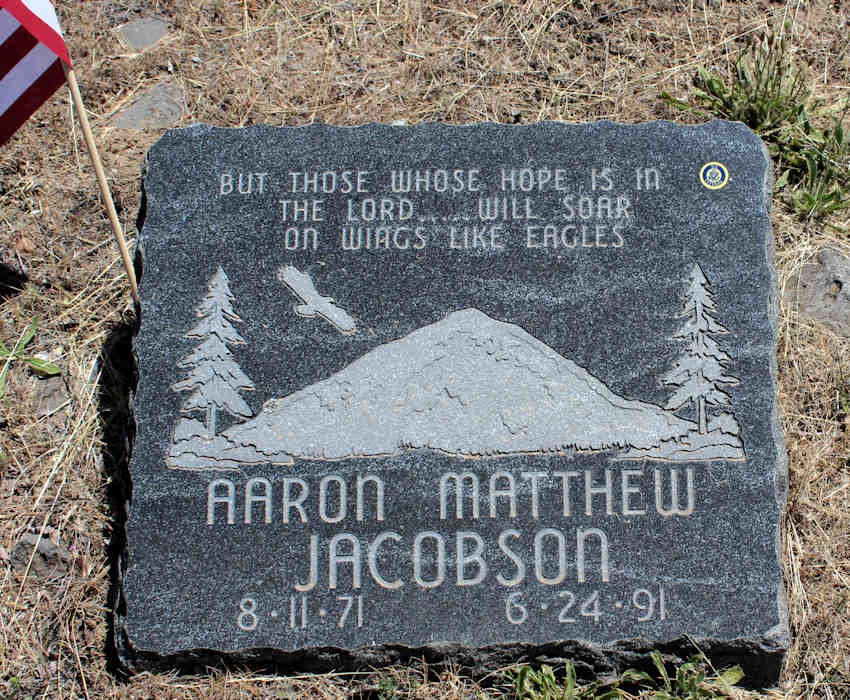 BUT THOSE WHOSE HOPE IS IN
THE LORD......WILL SOAR
ON WINGS LIKE EAGLES
AARON MATTHEW
JACOBSON
8·11·71 6·24·91